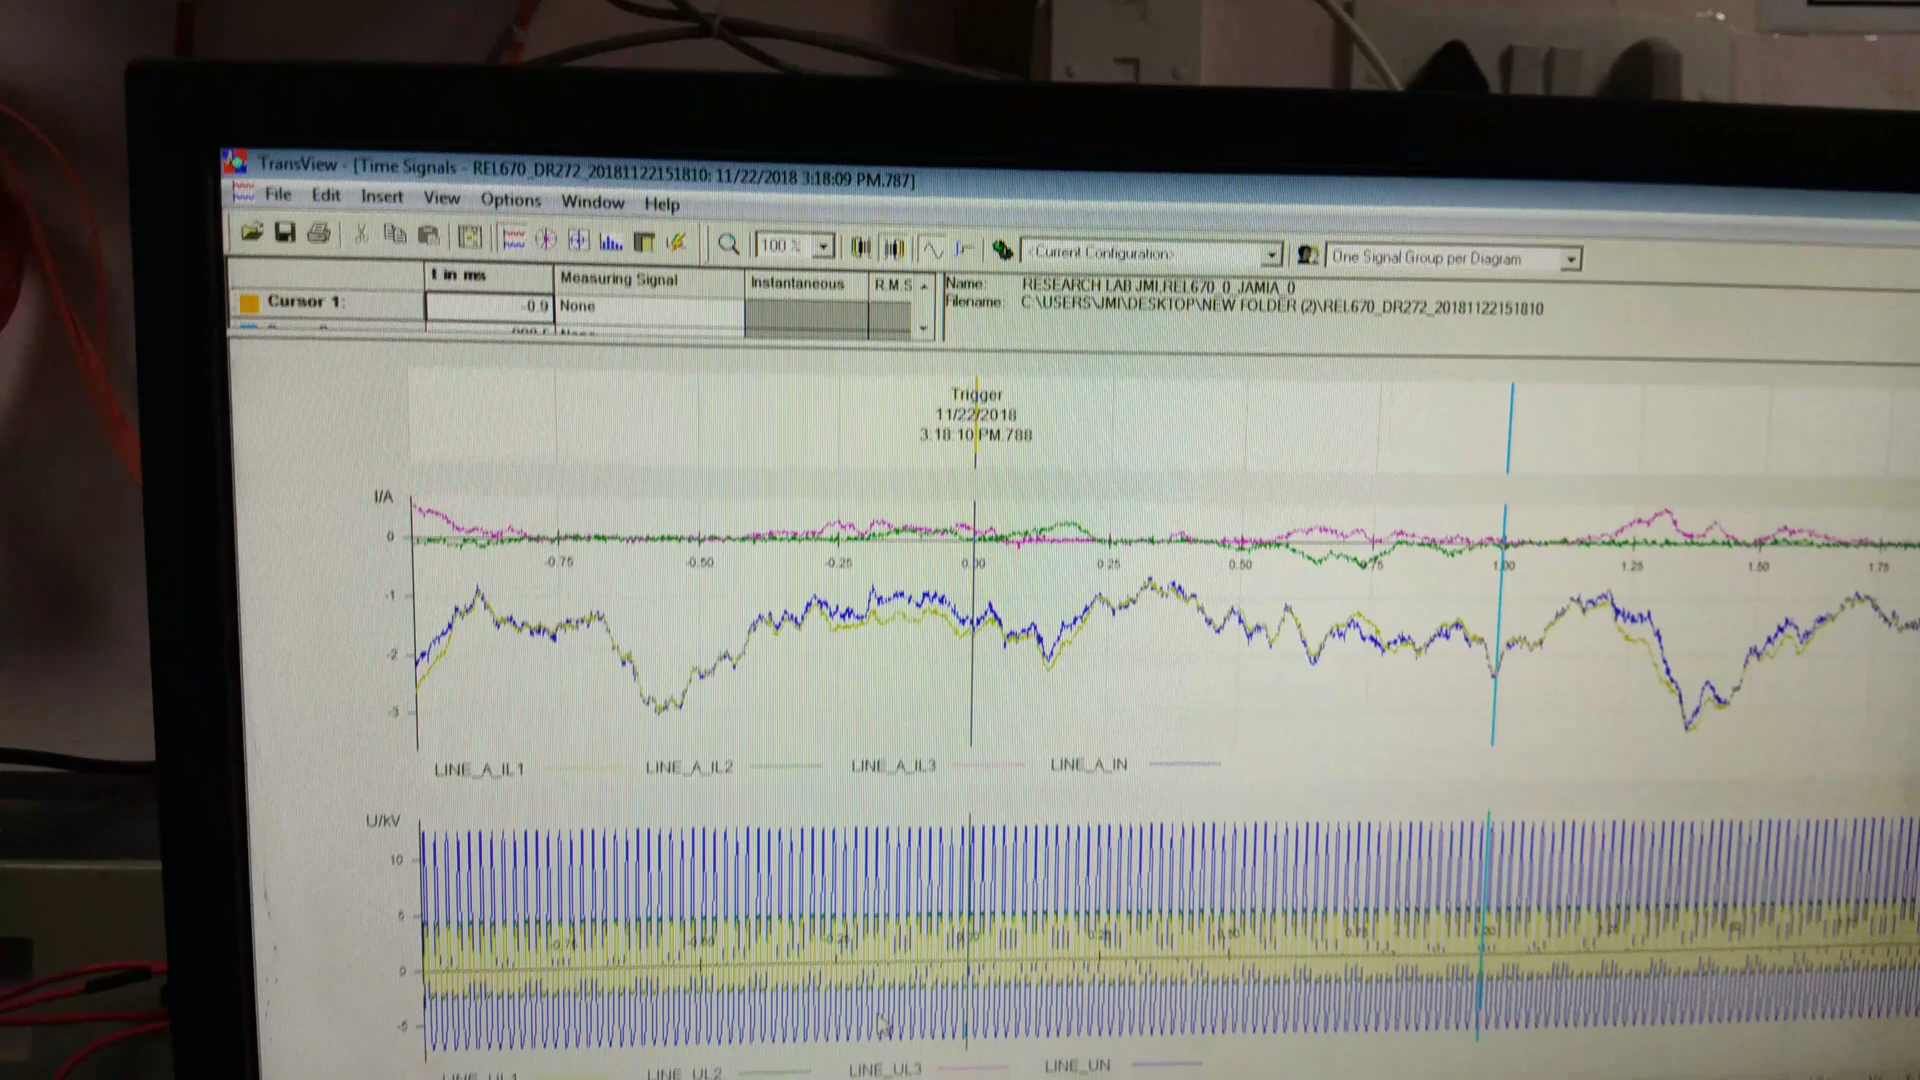 TransView - [Time Signals - REL670_DR272_20181122151810: 11/22/2018 3:18:09 PM.787]
File Edit Insert View Options Window Help
100 % <Current Configuration> One Signal Group per Diagram
t in ms Measuring Signal Instantaneous R.M.S
Cursor 1: -0.9 None
Name: RESEARCH LAB JMI,REL670_0_JAMIA_0
Filename: C:\USERS\JMI\DESKTOP\NEW FOLDER (2)\REL670_DR272_20181122151810
Trigger
11/22/2018
3:18:10 PM.788
I/A
0
-0.75 -0.50 -0.25 0.00 0.25 0.50 0.75 1.00 1.25 1.50 1.75
-1
-2
-3
LINE_A_IL1 LINE_A_IL2 LINE_A_IL3 LINE_A_IN
U/kV
10
5
0
-5
LINE_UL1 LINE_UL2 LINE_UL3 LINE_UN